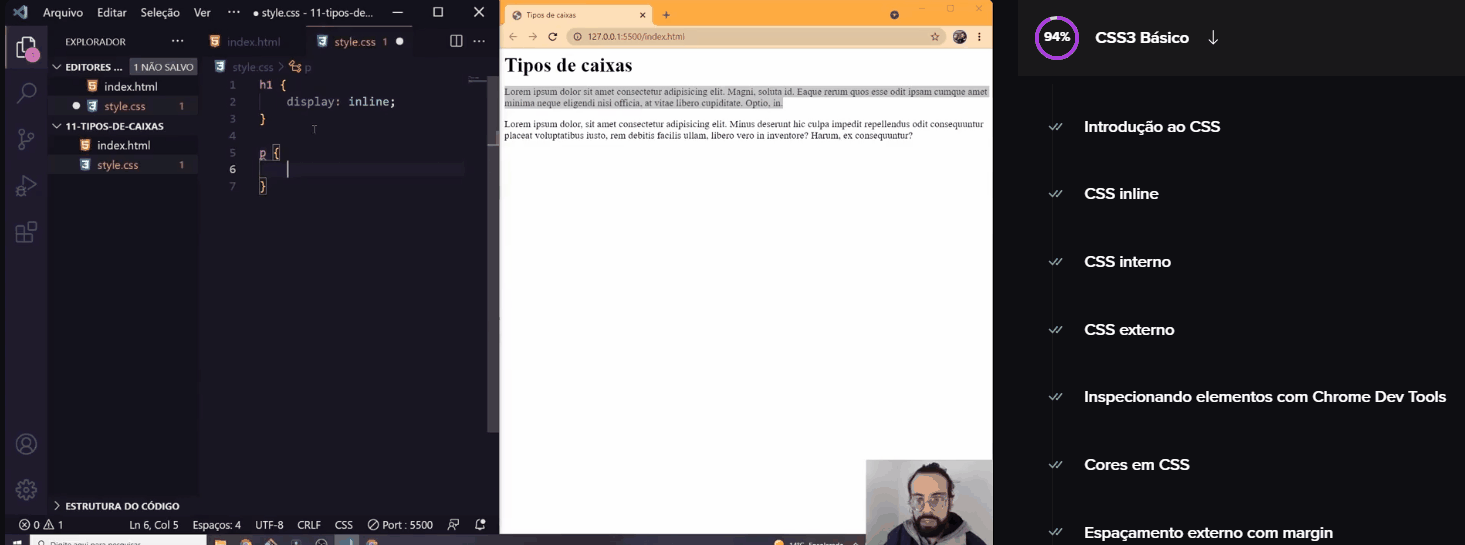 Arquivo Editar Seleção Ver ··· ● style.css - 11-tipos-de...
EXPLORADOR ···
EDITORES ... 1 NÃO SALVO
index.html
style.css 1
11-TIPOS-DE-CAIXAS
index.html
style.css 1
ESTRUTURA DO CÓDIGO
index.html style.css 1
style.css > p
1 h1 {
2 display: inline;
3 }
4
5 p {
6
7 }
0 1 Ln 6, Col 5 Espaços: 4 UTF-8 CRLF CSS Port : 5500
Digite aqui para pesquisar
Tipos de caixas
127.0.0.1:5500/index.html
Tipos de caixas
Lorem ipsum dolor sit amet consectetur adipisicing elit. Magni, soluta id. Eaque rerum quos esse odit ipsam cumque amet
minima neque eligendi nisi officia, at vitae libero cupiditate. Optio, in.
Lorem ipsum dolor, sit amet consectetur adipisicing elit. Minus deserunt hic culpa impedit repellendus odit consequuntur
placeat voluptatibus iusto, rem debitis facilis ullam, libero vero in inventore? Harum, ex consequuntur?
94% CSS3 Básico ↓
Introdução ao CSS
CSS inline
CSS interno
CSS externo
Inspecionando elementos com Chrome Dev Tools
Cores em CSS
Espaçamento externo com margin